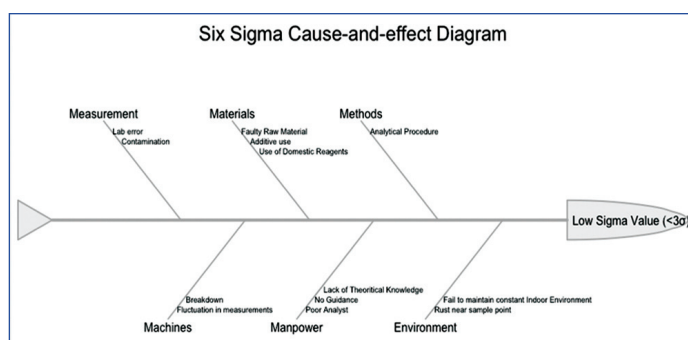 Six Sigma Cause-and-effect Diagram
Measurement
Lab error
Contamination
Materials
Faulty Raw Material
Additive use
Use of Domestic Reagents
Methods
Analytical Procedure
Low Sigma Value (<3σ)
Breakdown
Fluctuation in measurements
Machines
Lack of Theoritical Knowledge
No Guidance
Poor Analyst
Manpower
Fail to maintain constant Indoor Environment
Rust near sample point
Environment